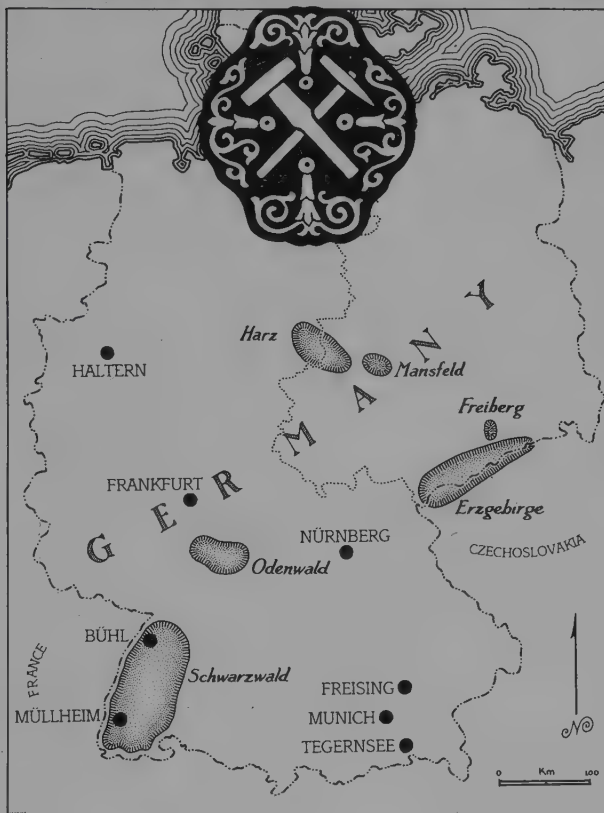 Harz
HALTERN
Mansfeld
GERMANY
Freiberg
FRANKFURT
Erzgebirge
NÜRNBERG
CZECHOSLOVAKIA
Odenwald
BÜHL
FRANCE
Schwarzwald
FREISING
MÜLLHEIM
MUNICH
N
TEGERNSEE
Km
0 100